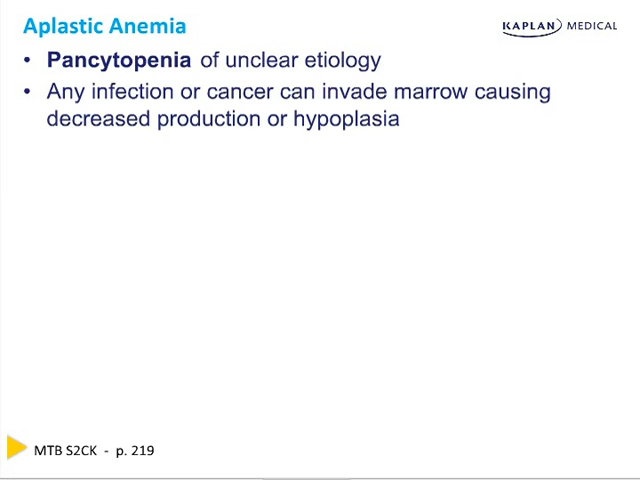 Aplastic Anemia
KAPLAN MEDICAL
• Pancytopenia of unclear etiology
• Any infection or cancer can invade marrow causing
decreased production or hypoplasia
MTB S2CK - p. 219